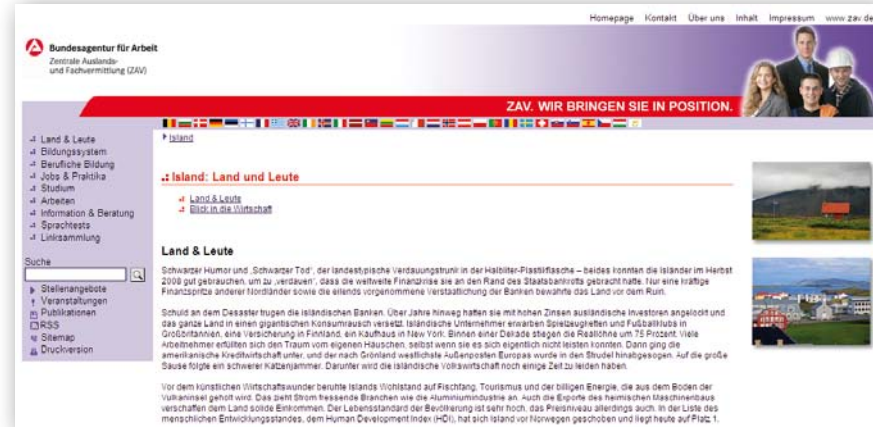 Homepage Kontakt Über uns Inhalt Impressum www.zav.de
Bundesagentur für Arbeit
Zentrale Auslands-
und Fachvermittlung (ZAV)
ZAV. WIR BRINGEN SIE IN POSITION.
Island
Land & Leute
Bildungssystem
Berufliche Bildung
Jobs & Praktika
Studium
Arbeiten
Information & Beratung
Sprachtests
Linksammlung
Suche
Stellenangebote
Veranstaltungen
Publikationen
RSS
Sitemap
Druckversion
Island: Land und Leute
Land & Leute
Blick in die Wirtschaft
Land & Leute
Schwarzer Humor und „Schwarzer Tod“, der landestypische Verdauungstrunk in der Halbliter-Plastikflasche – beides konnten die Isländer im Herbst
2008 gut gebrauchen, um zu „verdauen“, dass die weltweite Finanzkrise sie an den Rand des Staatsbankrotts gebracht hatte. Nur eine kräftige
Finanzspritze anderer Nordländer sowie die eilends vorgenommene Verstaatlichung der Banken bewahrte das Land vor dem Ruin.
Schuld an dem Desaster trugen die isländischen Banken. Über Jahre hinweg hatten sie mit hohen Zinsen ausländische Investoren angelockt und
das ganze Land in einen gigantischen Konsumrausch versetzt. Isländische Unternehmer erwarben Spielzeugketten und Fußballklubs in
Großbritannien, eine Versicherung in Finnland, ein Kaufhaus in New York. Binnen einer Dekade stiegen die Reallöhne um 75 Prozent. Viele
Arbeitnehmer erfüllten sich den Traum vom eigenen Häuschen, selbst wenn sie es sich eigentlich nicht leisten konnten. Dann ging die
amerikanische Kreditwirtschaft unter, und der nach Grönland westlichste Außenposten Europas wurde in den Strudel hinabgesogen. Auf die große
Sause folgte ein schwerer Katzenjammer. Darunter wird die isländische Volkswirtschaft noch einige Zeit zu leiden haben.
Vor dem künstlichen Wirtschaftswunder beruhte Islands Wohlstand auf Fischfang, Tourismus und der billigen Energie, die aus dem Boden der
Vulkaninsel geholt wird. Das zieht Strom fressende Branchen wie die Aluminiumindustrie an. Auch die Exporte des heimischen Maschinenbaus
verschaffen dem Land solide Einkommen. Der Lebensstandard der Bevölkerung ist sehr hoch, das Preisniveau allerdings auch. In der Liste des
menschlichen Entwicklungsstandes, dem Human Development Index (HDI), hat sich Island vor Norwegen geschoben und liegt heute auf Platz 1.